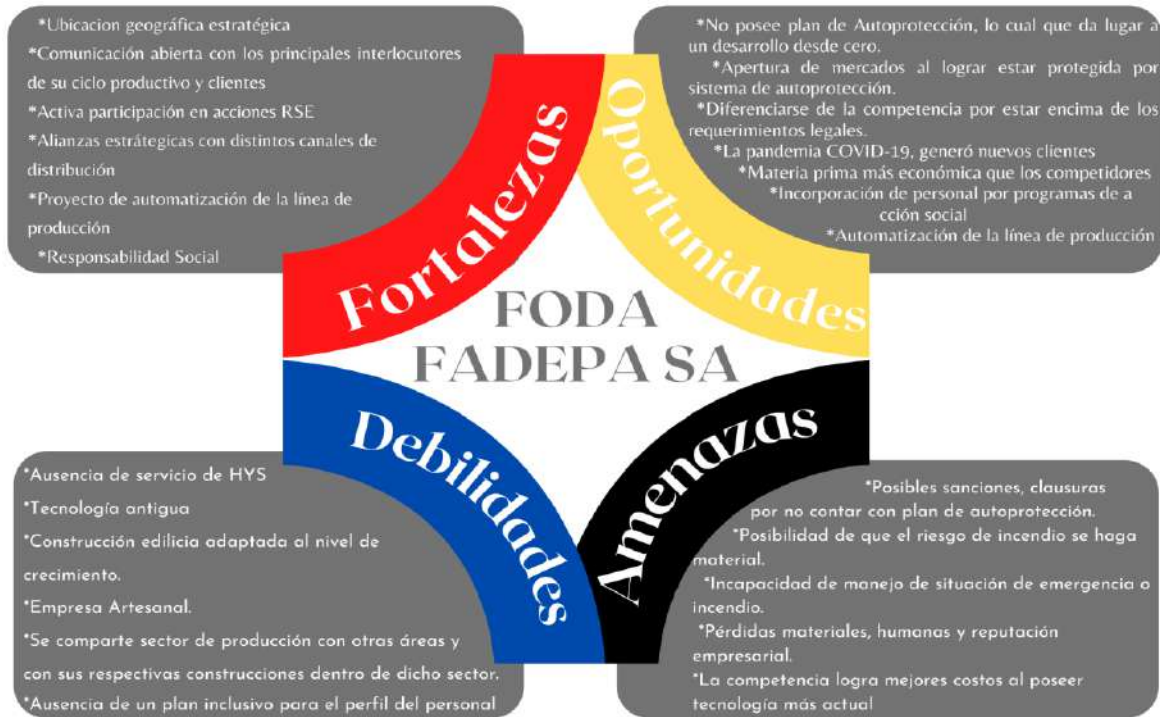 *Ubicacion geográfica estratégica
*Comunicación abierta con los principales interlocutores
de su ciclo productivo y clientes
*Activa participación en acciones RSE
*Alianzas estrátegicas con distintos canales de
distribución
*Proyecto de automatización de la línea de
producción
*Responsabilidad Social
*No posee plan de Autoprotección, lo cual que da lugar a
un desarrollo desde cero.
*Apertura de mercados al lograr estar protegida por
sistema de autoprotección.
*Diferenciarse de la competencia por estar encima de los
requerimientos legales.
*La pandemia COVID-19, generó nuevos clientes
*Materia prima más económica que los competidores
*Incorporación de personal por programas de a
cción social
*Automatización de la línea de producción
Fortalezas
Oportunidades
FODA
FADEPA SA
Debilidades
Amenazas
*Ausencia de servicio de HYS
*Tecnología antigua
*Construcción edilicia adaptada al nivel de
crecimiento.
*Empresa Artesanal.
*Se comparte sector de producción con otras áreas y
con sus respectivas construcciones dentro de dicho sector.
*Ausencia de un plan inclusivo para el perfil del personal
*Posibles sanciones, clausuras
por no contar con plan de autoprotección.
*Posibilidad de que el riesgo de incendio se haga
material.
*Incapacidad de manejo de situación de emergencia o
incendio.
*Pérdidas materiales, humanas y reputación
empresarial.
*La competencia logra mejores costos al poseer
tecnología más actual